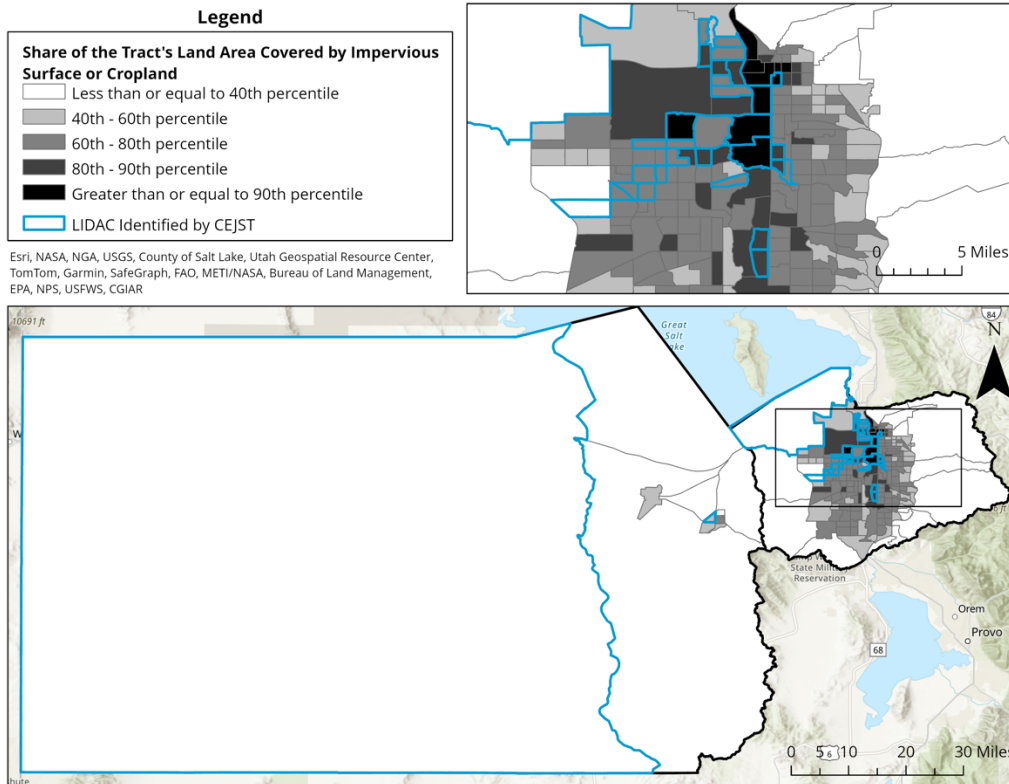 Legend
Share of the Tract's Land Area Covered by Impervious
Surface or Cropland
Less than or equal to 40th percentile
40th - 60th percentile
60th - 80th percentile
80th - 90th percentile
Greater than or equal to 90th percentile
LIDAC Identified by CEJST
Esri, NASA, NGA, USGS, County of Salt Lake, Utah Geospatial Resource Center,
TomTom, Garmin, SafeGraph, FAO, METI/NASA, Bureau of Land Management,
EPA, NPS, USFWS, CGIAR
0 5 Miles
10691 ft
Great
Salt
84
N
W
State Military
Reservation
Orem
Provo
68
6
0 5 10 20 30 Miles